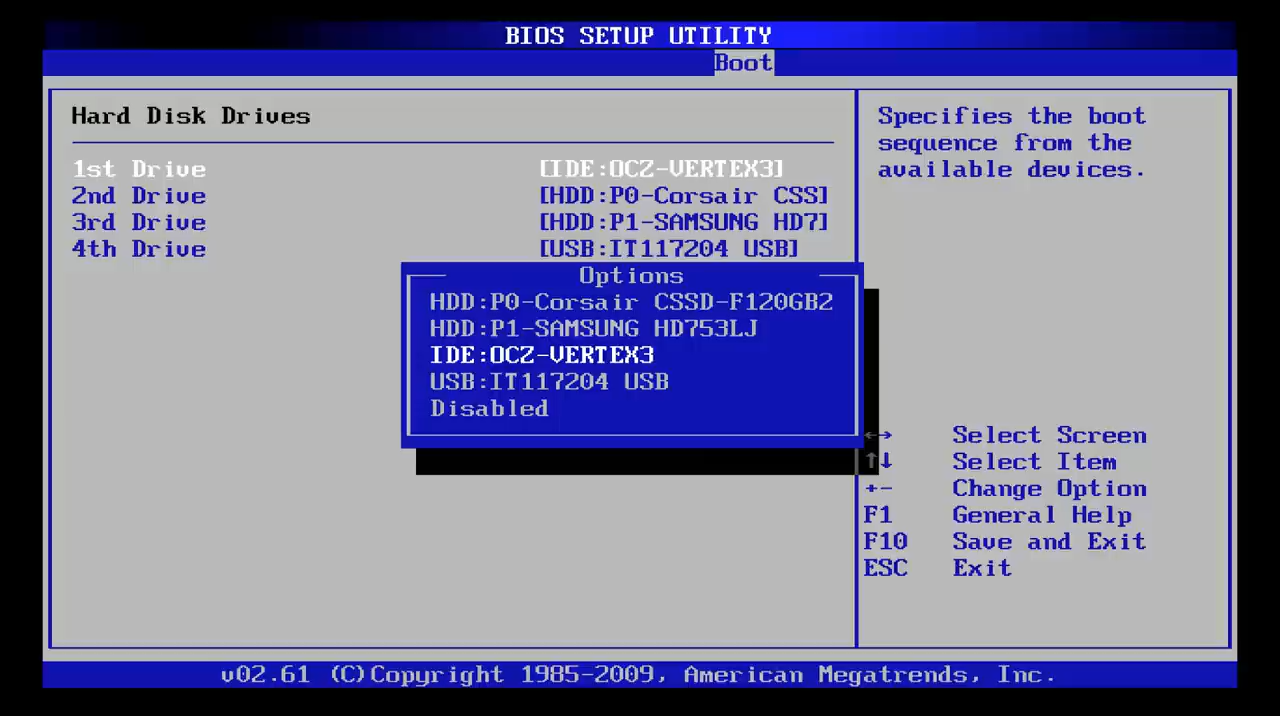 BIOS SETUP UTILITY
Boot
Hard Disk Drives
1st Drive [IDE:OCZ-VERTEX3]
2nd Drive [HDD:P0-Corsair CSS]
3rd Drive [HDD:P1-SAMSUNG HD7]
4th Drive [USB:IT117204 USB]
Options
HDD:P0-Corsair CSSD-F120GB2
HDD:P1-SAMSUNG HD753LJ
IDE:OCZ-VERTEX3
USB:IT117204 USB
Disabled
Specifies the boot
sequence from the
available devices.
←→ Select Screen
↑↓ Select Item
+- Change Option
F1 General Help
F10 Save and Exit
ESC Exit
v02.61 (C)Copyright 1985-2009, American Megatrends, Inc.